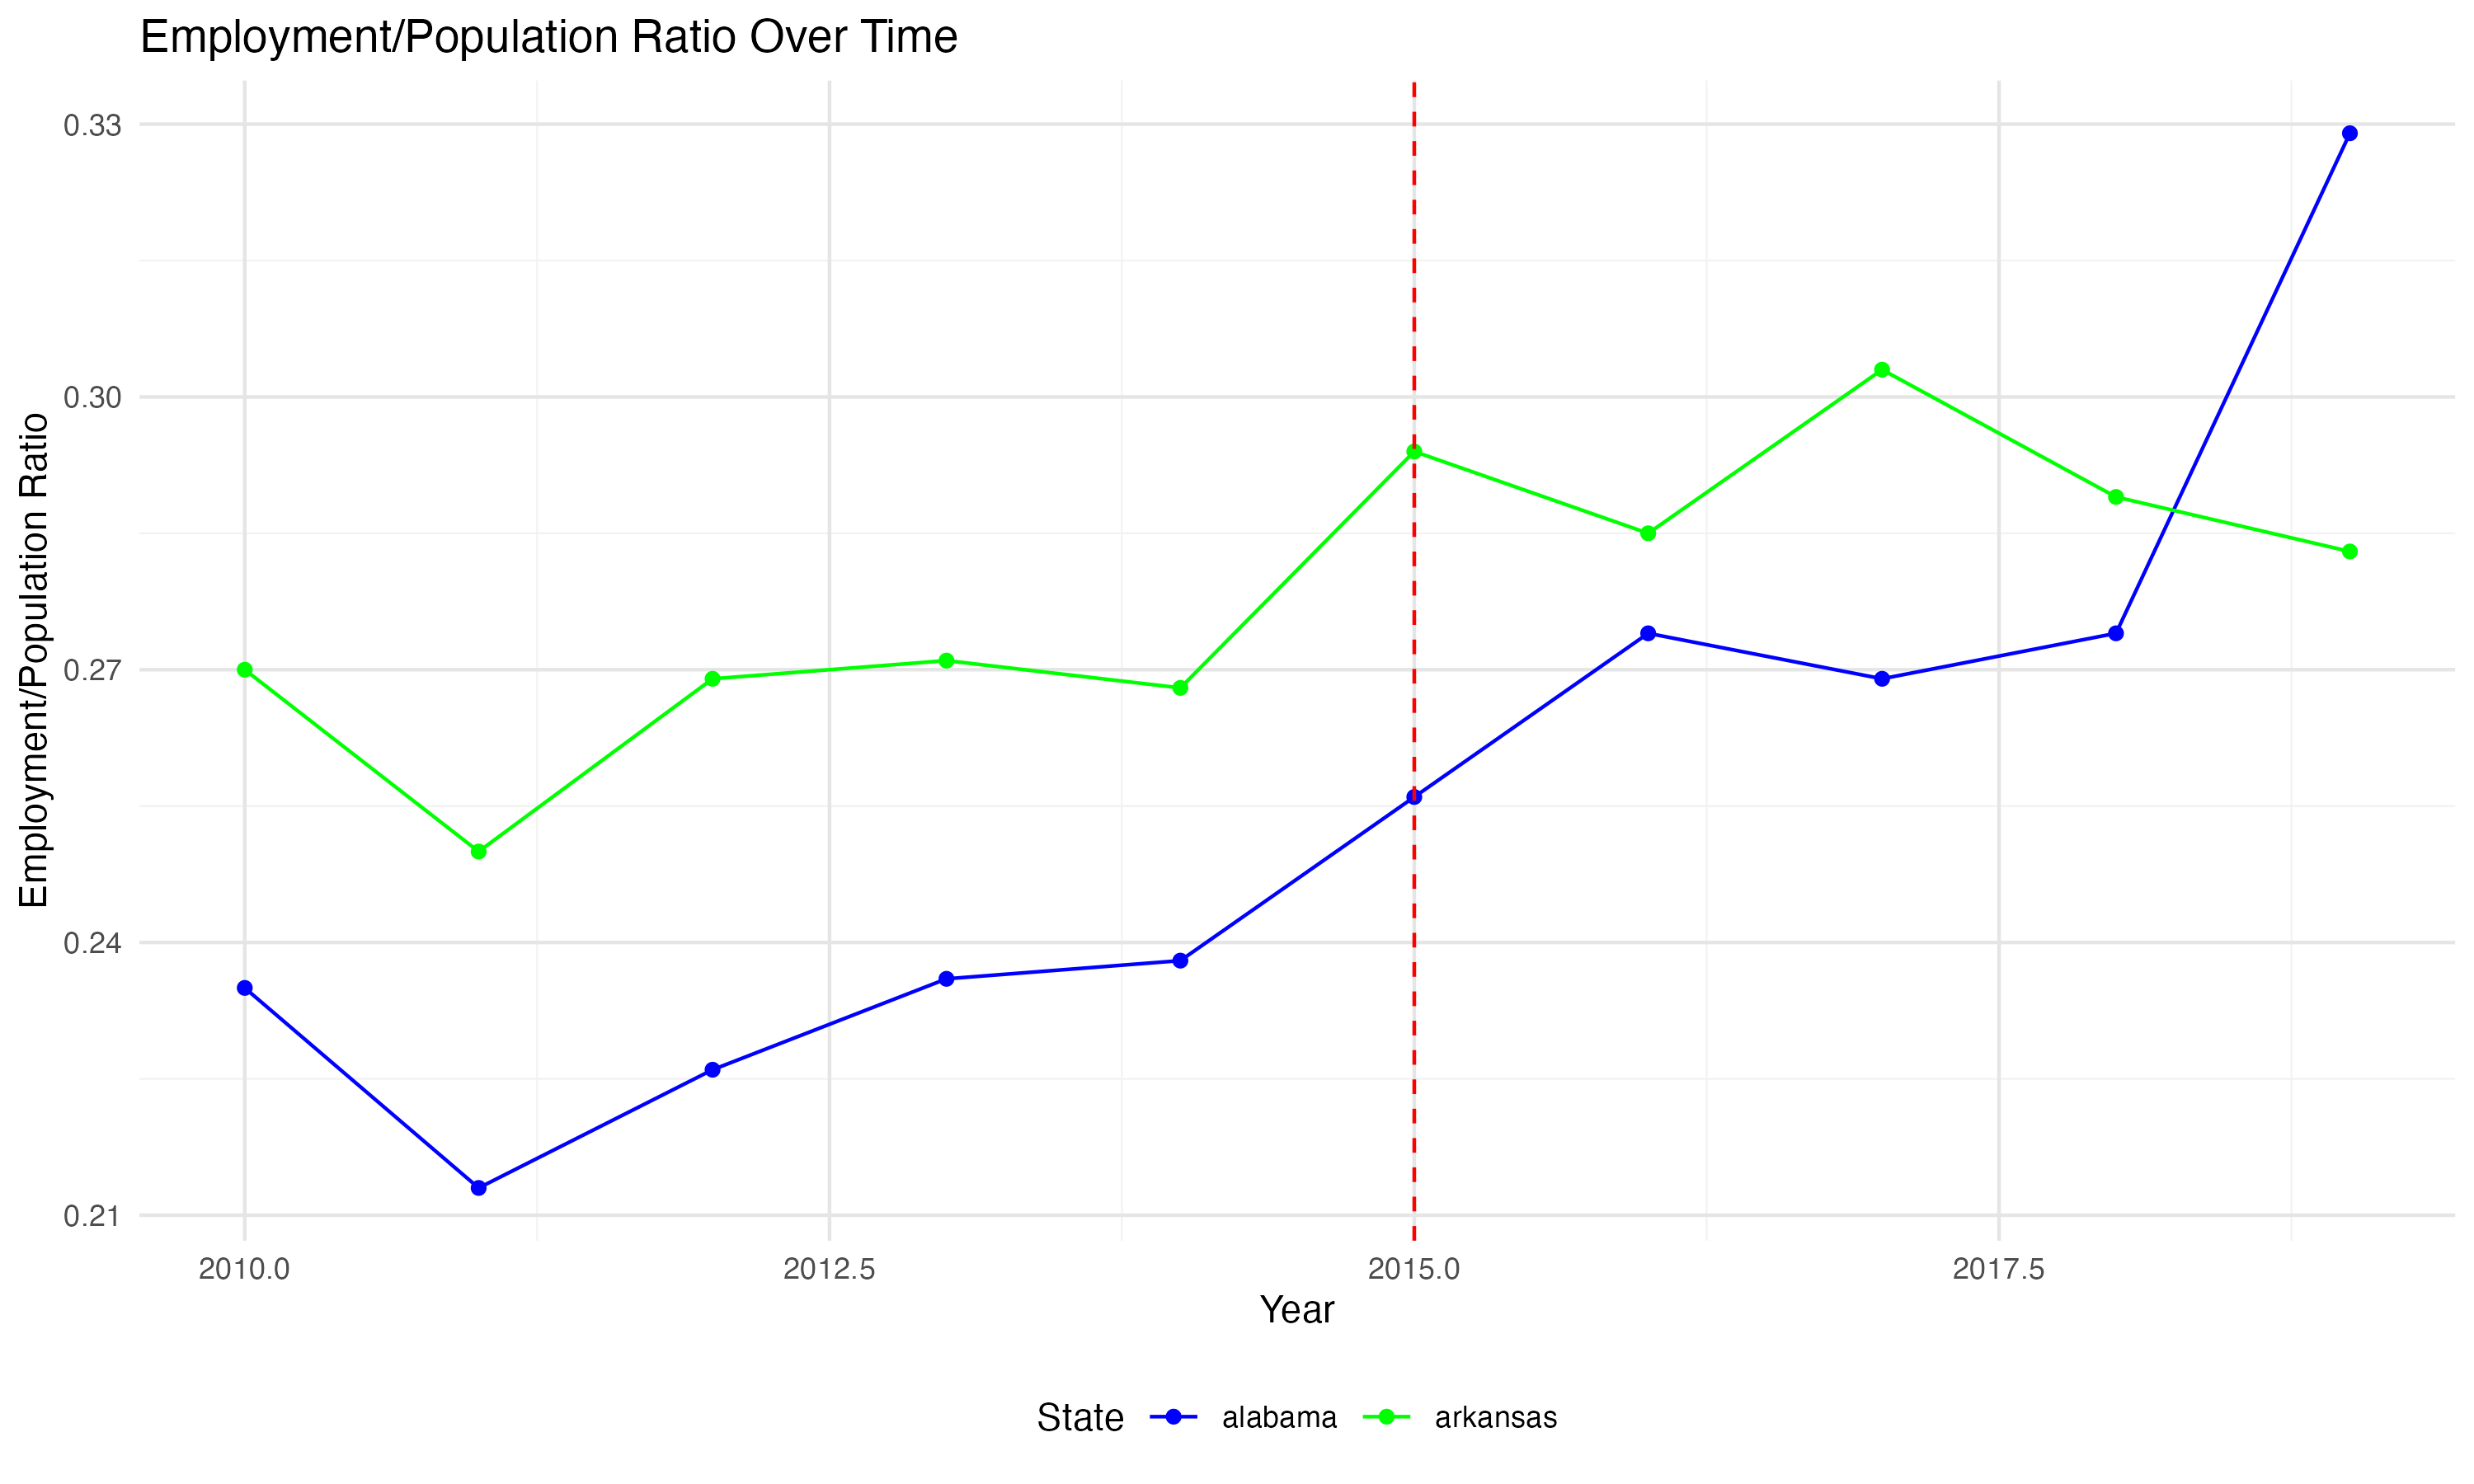 Employment/Population Ratio Over Time
Employment/Population Ratio
0.33
0.30
0.27
0.24
0.21
2010.0 2012.5 2015.0 2017.5
Year
State alabama arkansas